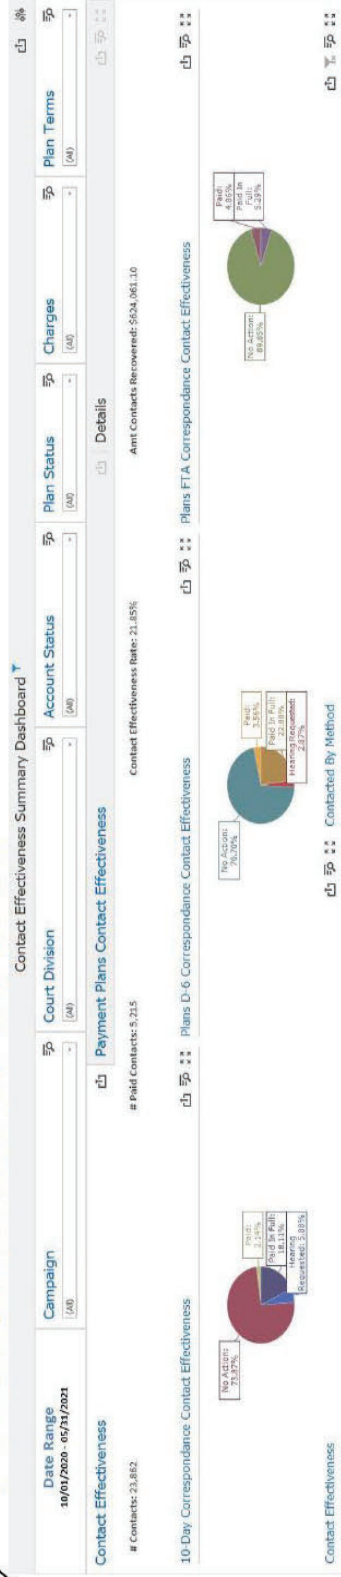 Contact Effectiveness Summary Dashboard
Date Range
10/01/2020 - 05/31/2021
Campaign
(All)
Court Division
(All)
Account Status
(All)
Plan Status
(All)
Charges
(All)
Plan Terms
(All)
Contact Effectiveness
Payment Plans Contact Effectiveness
Details
# Contacts: 23,862
# Paid Contacts: 5,215
Contact Effectiveness Rate: 21.85%
Amt Contacts Recovered: $624,061.10
10-Day Correspondance Contact Effectiveness
No Action:
73.87%
Paid:
2.14%
Paid In Full:
18.11%
Hearing
Requested: 5.88%
Plans D-6 Correspondance Contact Effectiveness
No Action:
70.70%
Paid:
3.56%
Paid In Full:
22.88%
Hearing Requested:
2.87%
Plans FTA Correspondance Contact Effectiveness
No Action:
89.85%
Paid:
4.86%
Paid In
Full:
5.29%
Contact Effectiveness
Contacted By Method